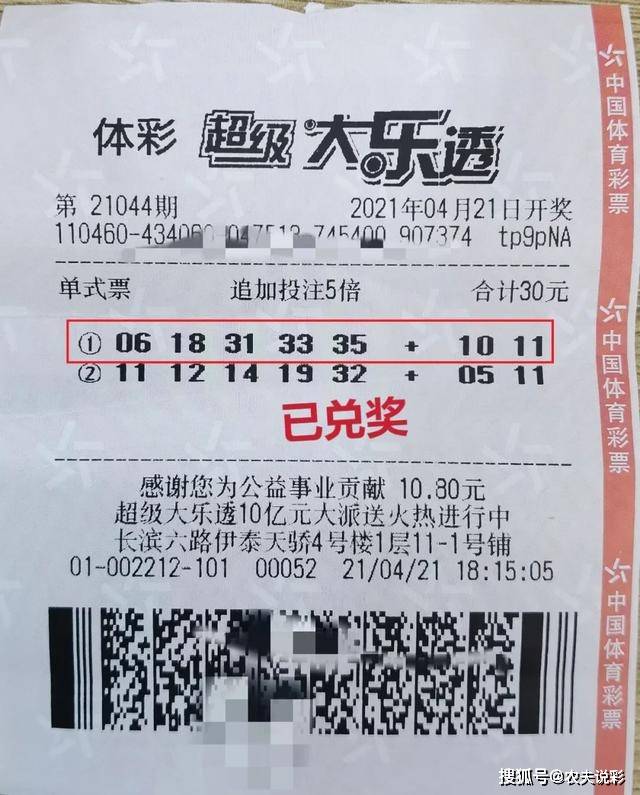 体彩 超级大乐透
第 21044期 2021年04月21日开奖
110460-434060 047513 745400 907374 tp9pNA
单式票 追加投注5倍 合计30元
① 06 18 31 33 35 + 10 11
② 11 12 14 19 32 + 05 11
已兑奖
感谢您为公益事业贡献 10.80元
超级大乐透10亿元大派送火热进行中
长滨六路伊泰天骄4号楼1层11-1号铺
01-002212-101 00052 21/04/21 18:15:05
中国体育彩票
中国体育彩票
中国体育彩票
搜狐号@农夫说彩